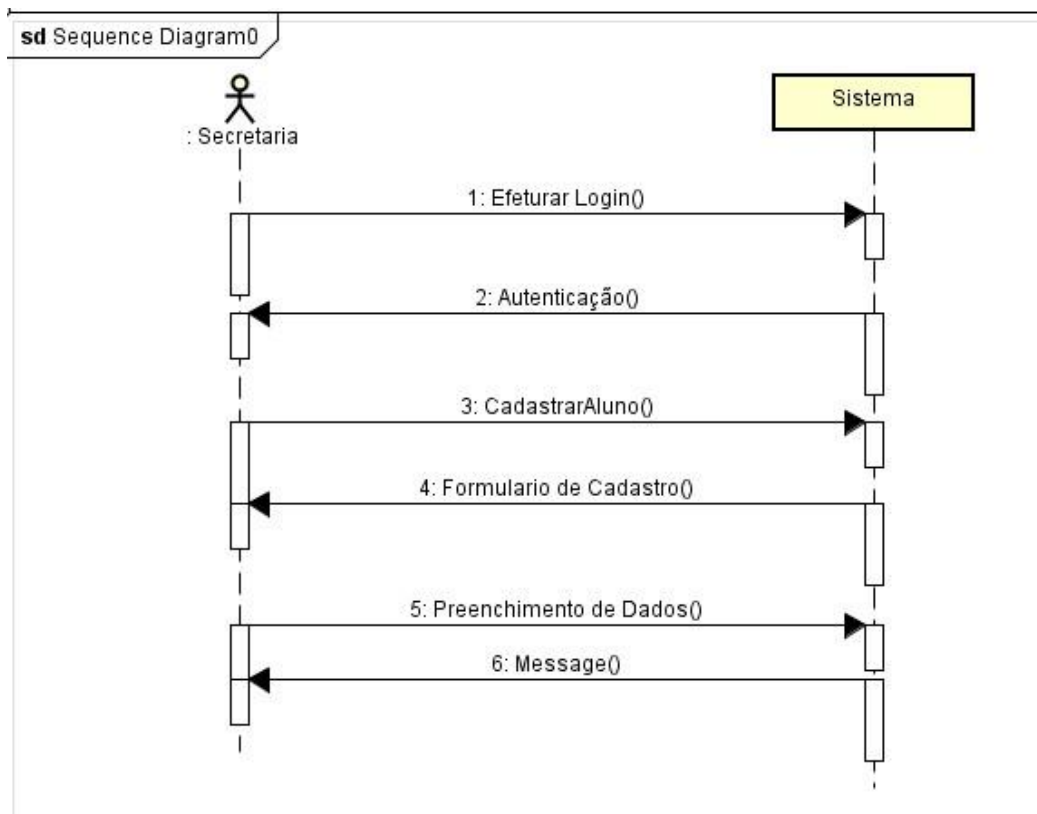 sd Sequence Diagram0
: Secretaria
Sistema
1: Efeturar Login()
2: Autenticação()
3: CadastrarAluno()
4: Formulario de Cadastro()
5: Preenchimento de Dados()
6: Message()